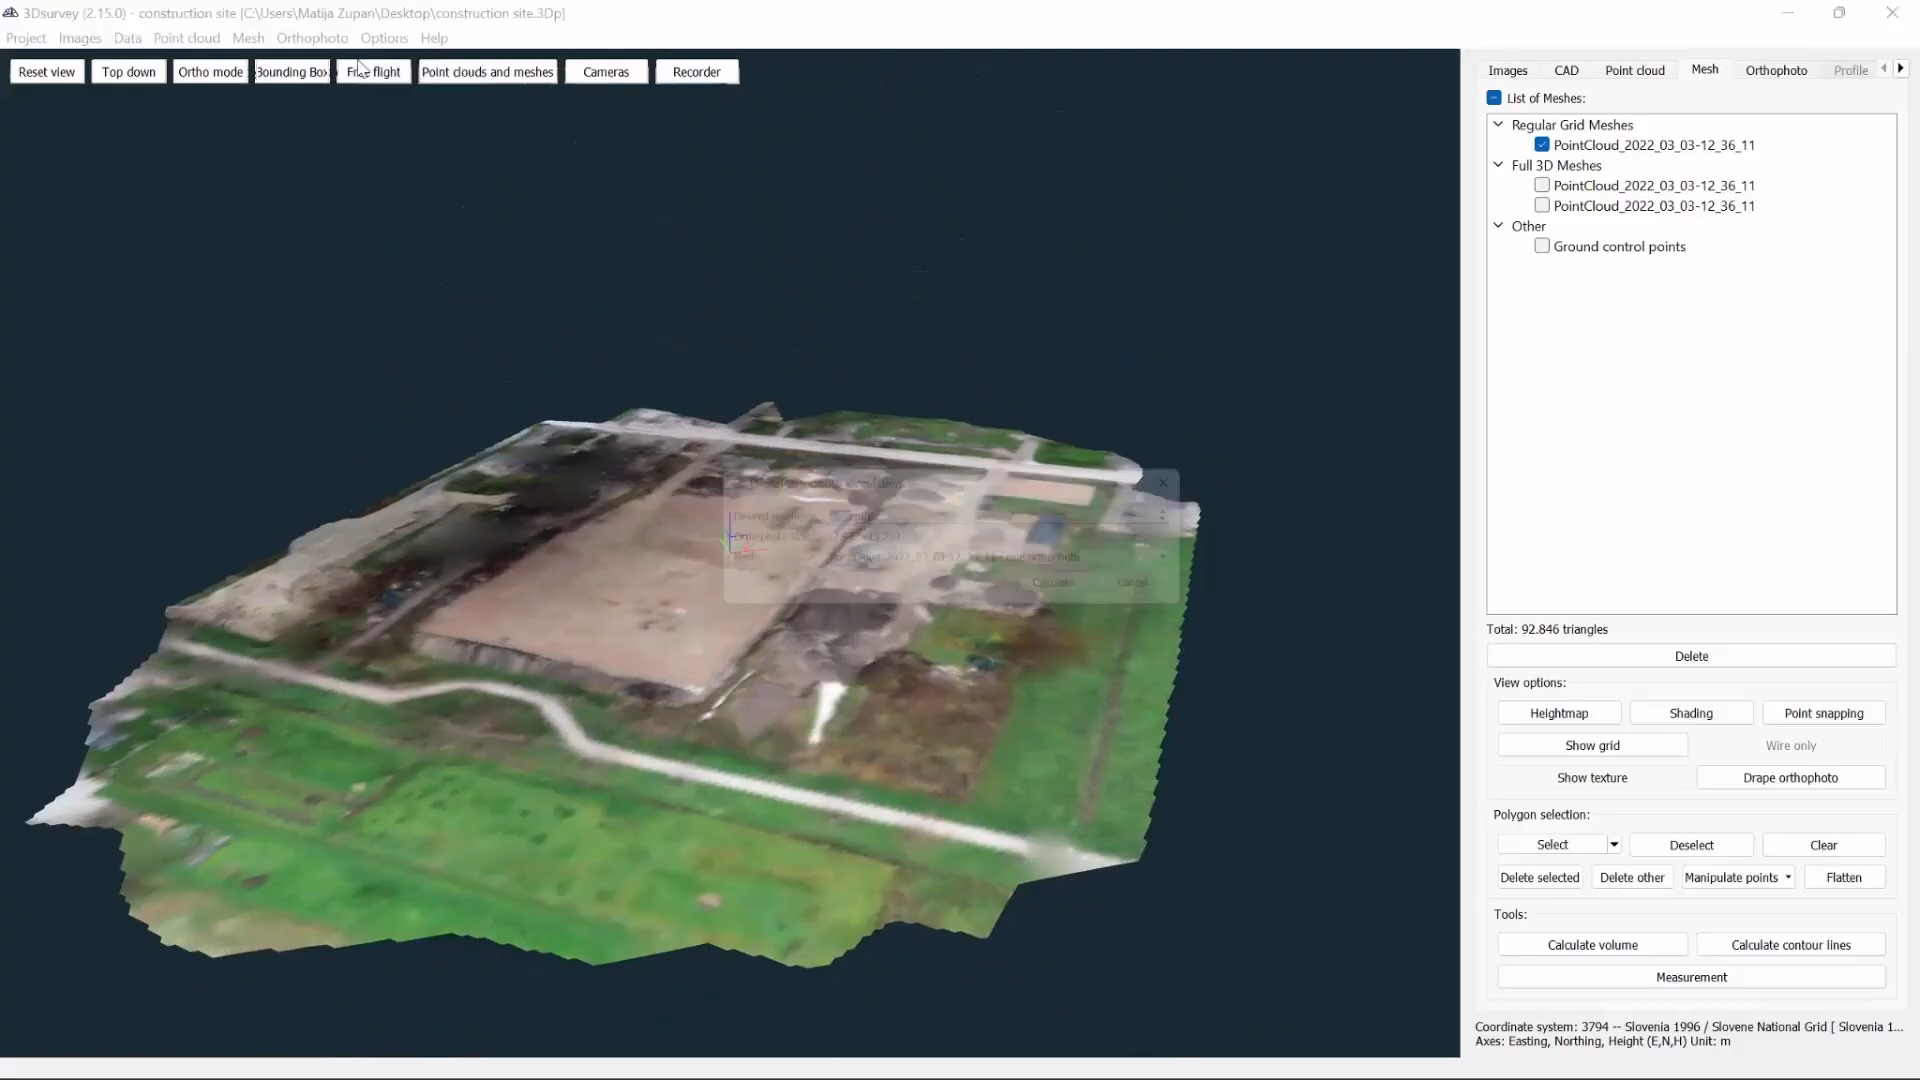 3Dsurvey (2.15.0) - construction site [C:\Users\Matija Zupan\Desktop\construction site.3Dp]
Project Images Data Point cloud Mesh Orthophoto Options Help
Reset view Top down Ortho mode Bounding Box flight Point clouds and meshes Cameras Recorder
Images CAD Point cloud Mesh Orthophoto Profile
List of Meshes:
Regular Grid Meshes
PointCloud_2022_03_03-12_36_11
Full 3D Meshes
PointCloud_2022_03_03-12_36_11
PointCloud_2022_03_03-12_36_11
Other
Ground control points
Calculate Cancel
Total: 92.846 triangles
Delete
View options:
Heightmap Shading Point snapping
Show grid Wire only
Show texture Drape orthophoto
Polygon selection:
Select Deselect Clear
Delete selected Delete other Manipulate points Flatten
Tools:
Calculate volume Calculate contour lines
Measurement
Coordinate system: 3794 -- Slovenia 1996 / Slovene National Grid [ Slovenia 1...
Axes: Easting, Northing, Height (E,N,H) Unit: m